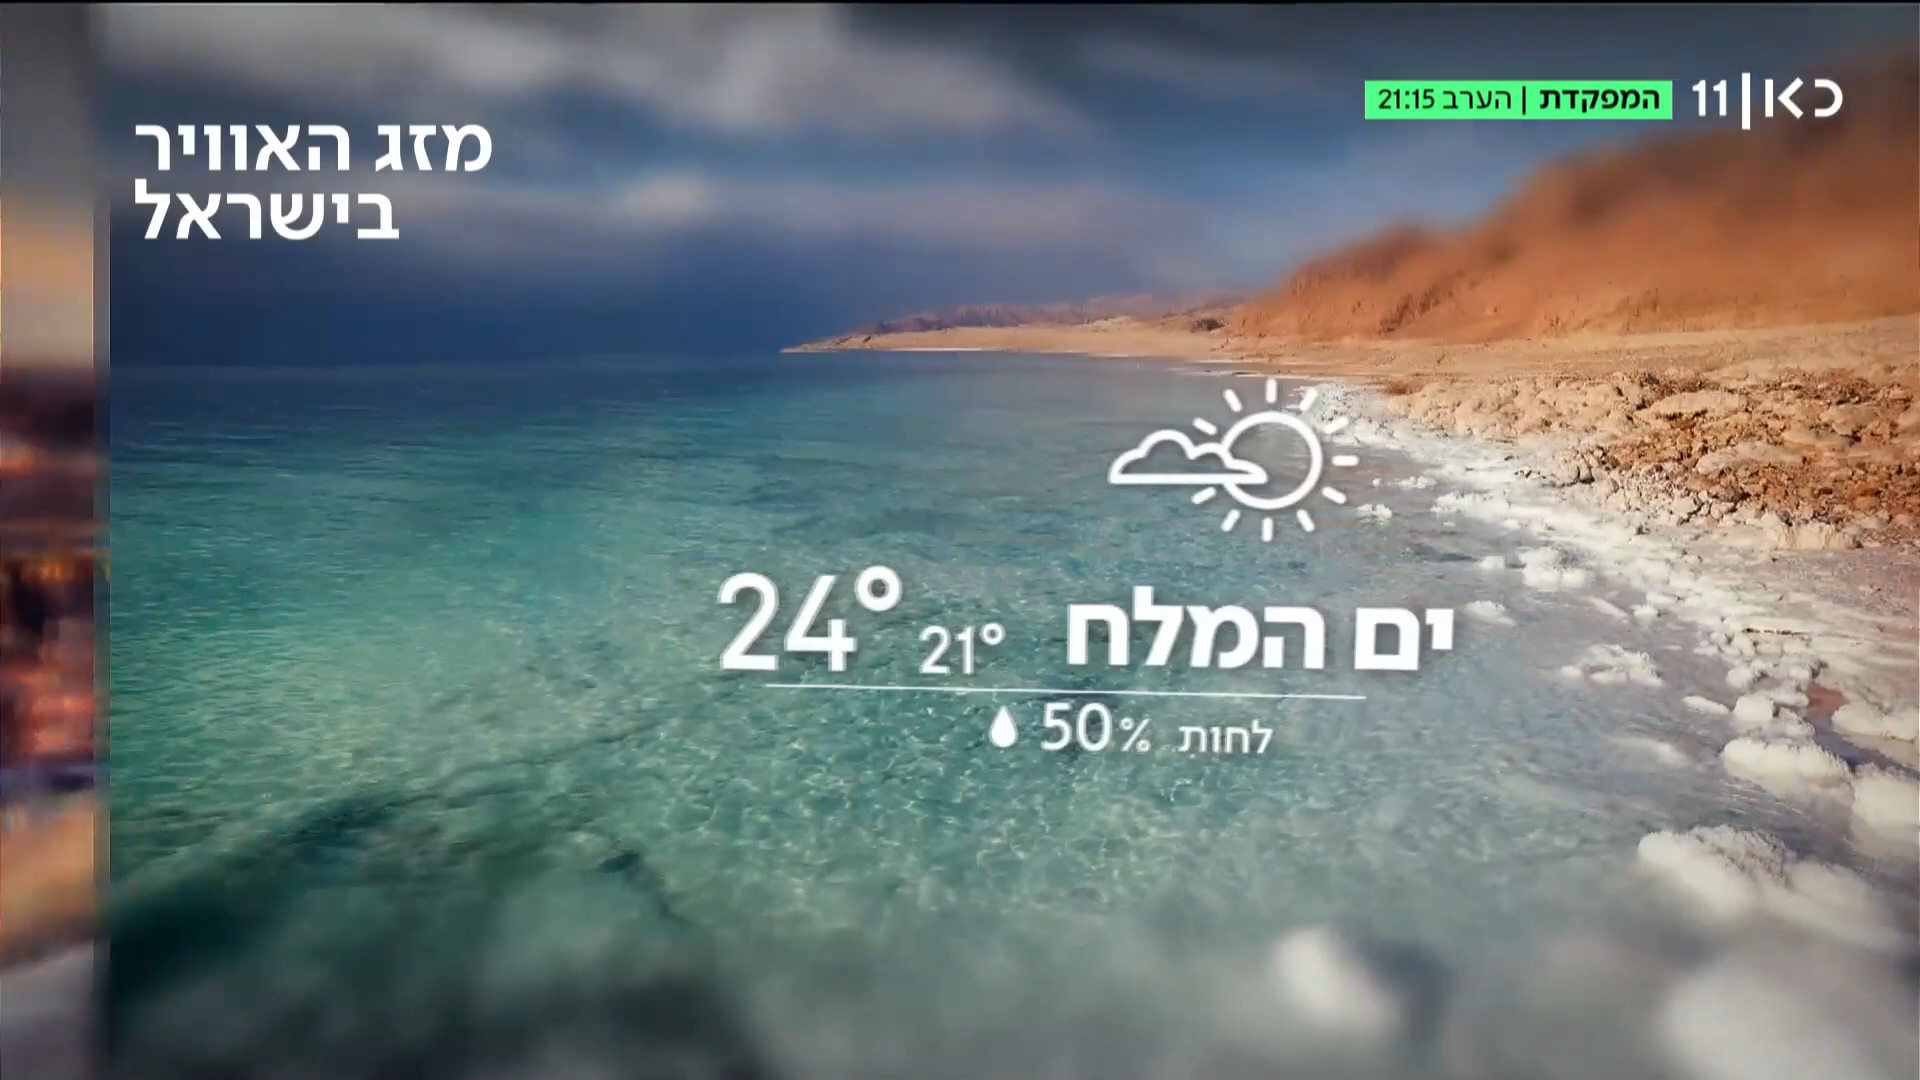 כאן|11
המפקדת | הערב 21:15
מזג האוויר
בישראל
ים המלח 21° 24°
לחות 50%